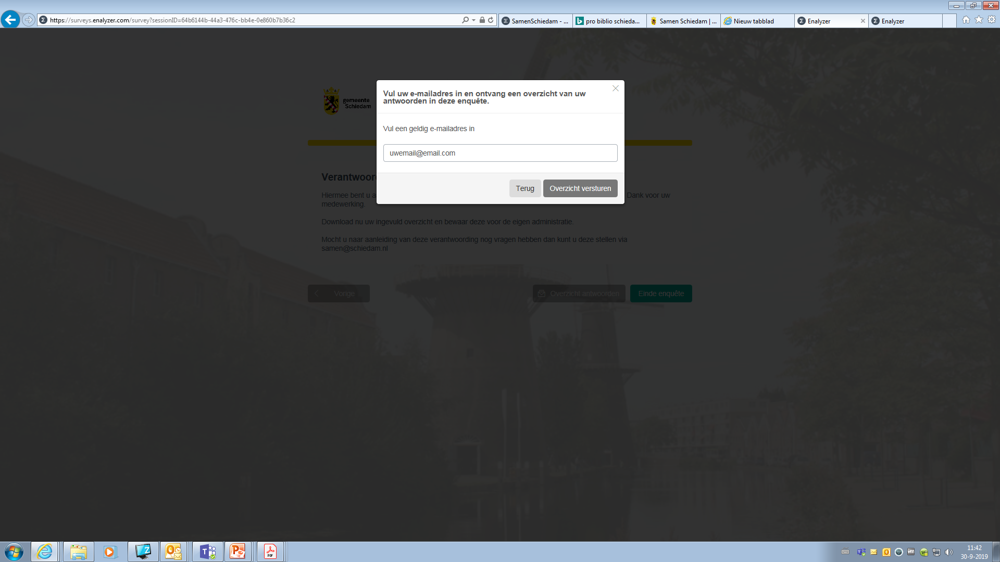 https://surveys.enalyzer.com/survey?sessionID=64b6144b-44a3-476c-bb4e-0e860b7b36c2
SamenSchiedam - ...
pro biblio schieda...
Samen Schiedam | ...
Nieuw tabblad
Enalyzer
Enalyzer
gemeente
Schiedam
Vul uw e-mailadres in en ontvang een overzicht van uw
antwoorden in deze enquête.
Vul een geldig e-mailadres in
uwemail@email.com
Terug
Overzicht versturen
Hiermee bent u
Dank voor uw
medewerking.
Download nu uw ingevuld overzicht en bewaar deze voor de eigen administratie.
Mocht u naar aanleiding van deze verantwoording nog vragen hebben dan kunt u deze stellen via
samen@schiedam.nl
Vorige
Overzicht antwoorden
Einde enquête
11:42
30-9-2019